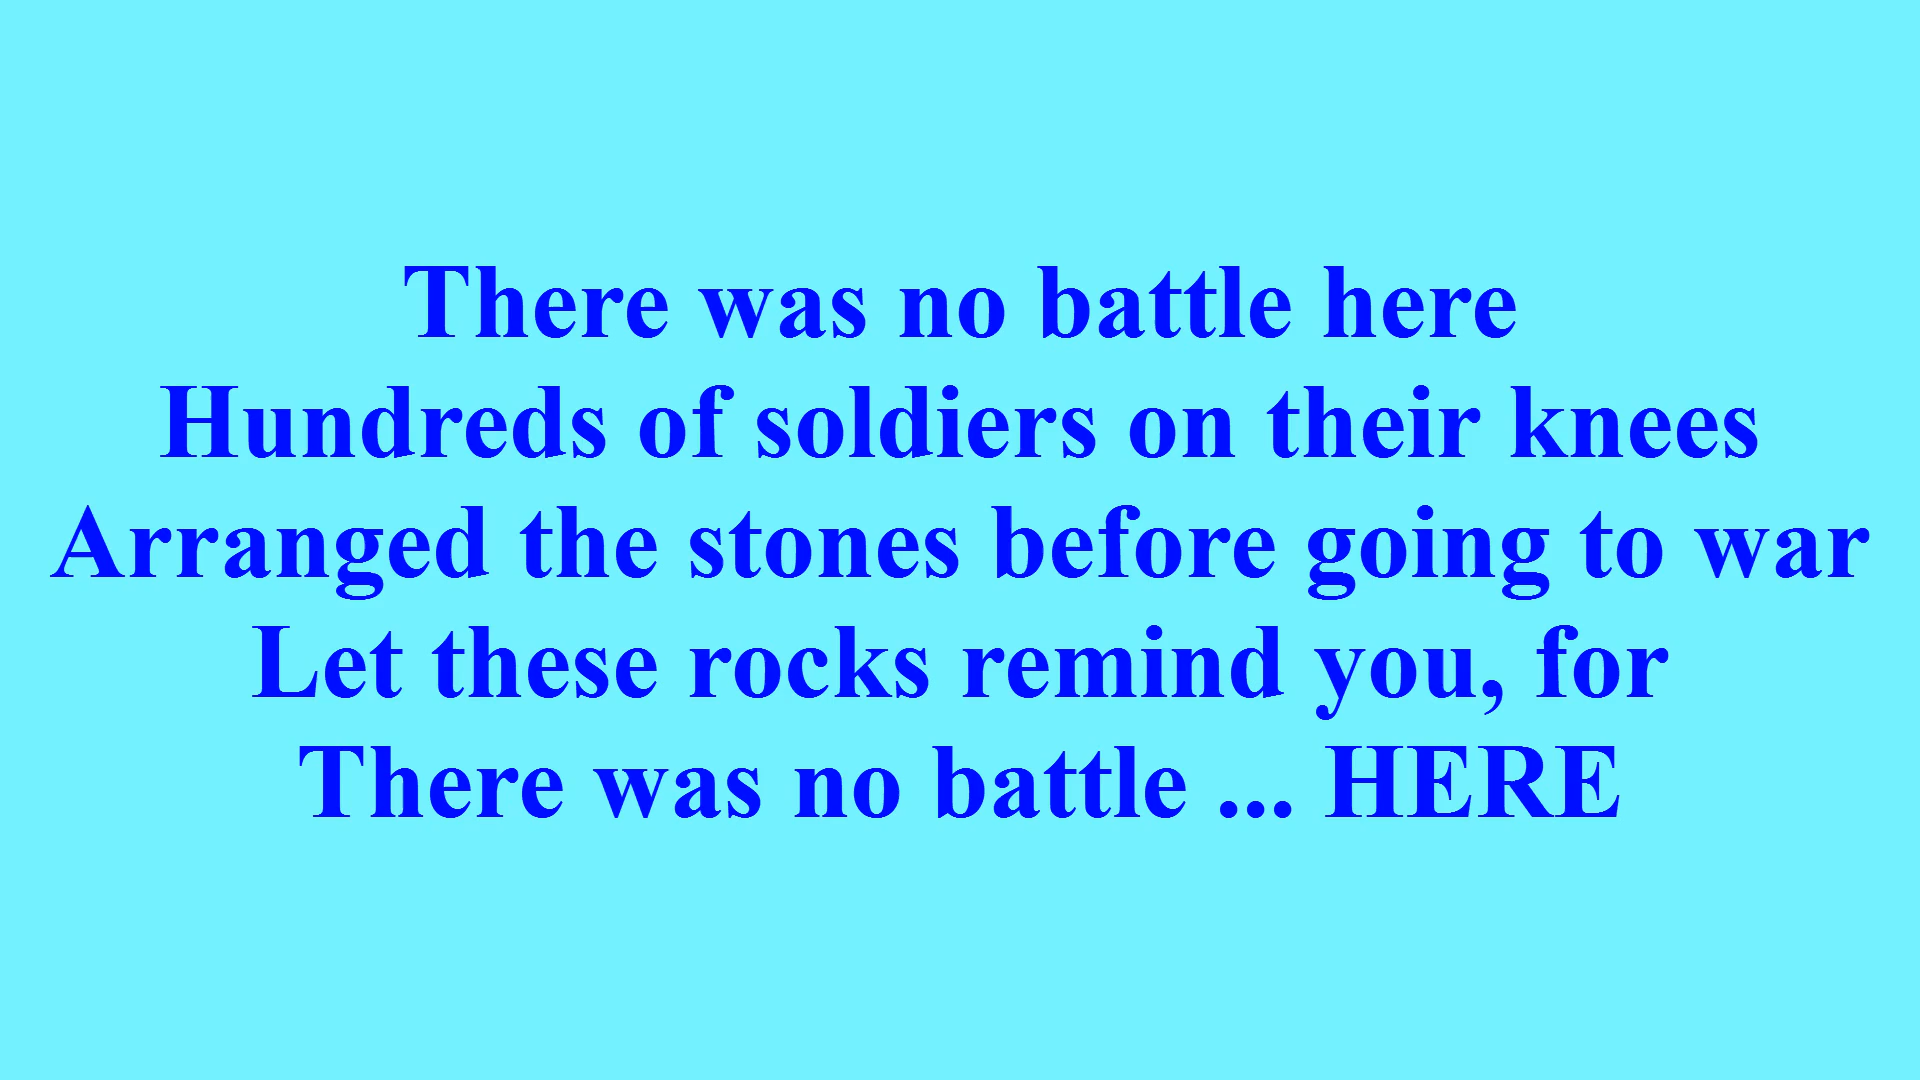 There was no battle here
Hundreds of soldiers on their knees
Arranged the stones before going to war
Let these rocks remind you, for
There was no battle ... HERE